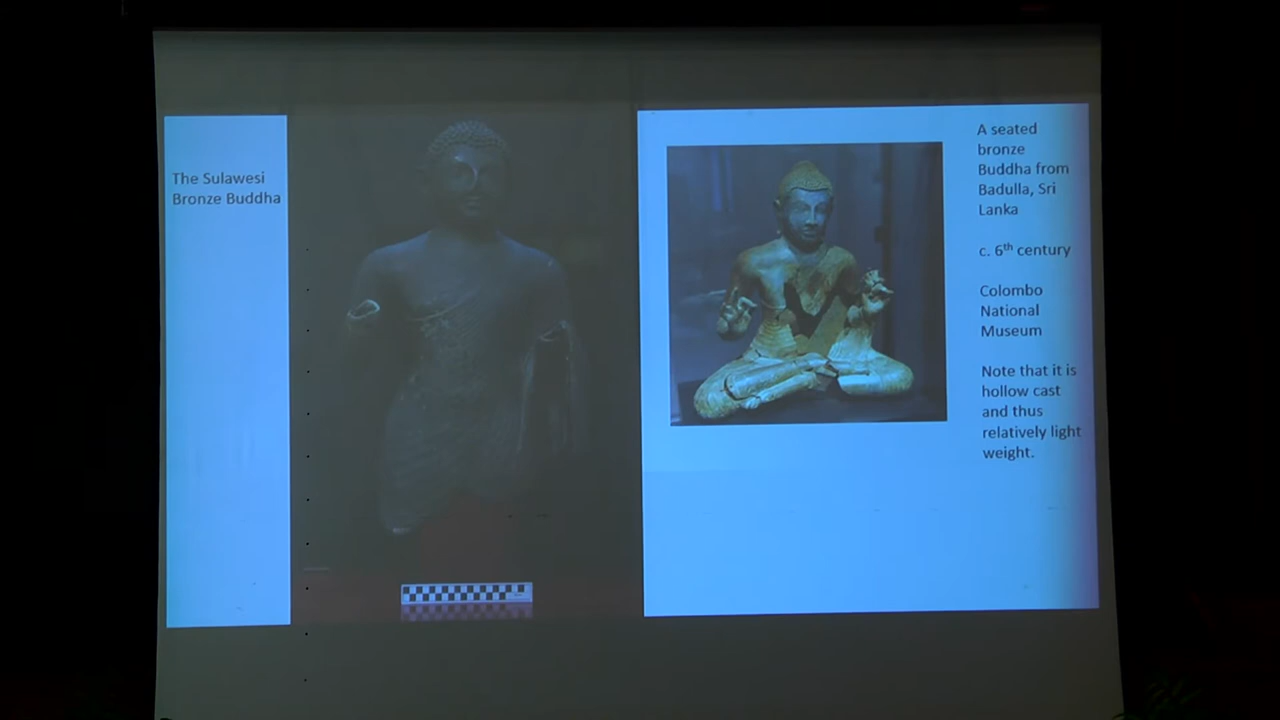 The Sulawesi
Bronze Buddha
A seated
bronze
Buddha from
Badulla, Sri
Lanka
c. 6th century
Colombo
National
Museum
Note that it is
hollow cast
and thus
relatively light
weight.